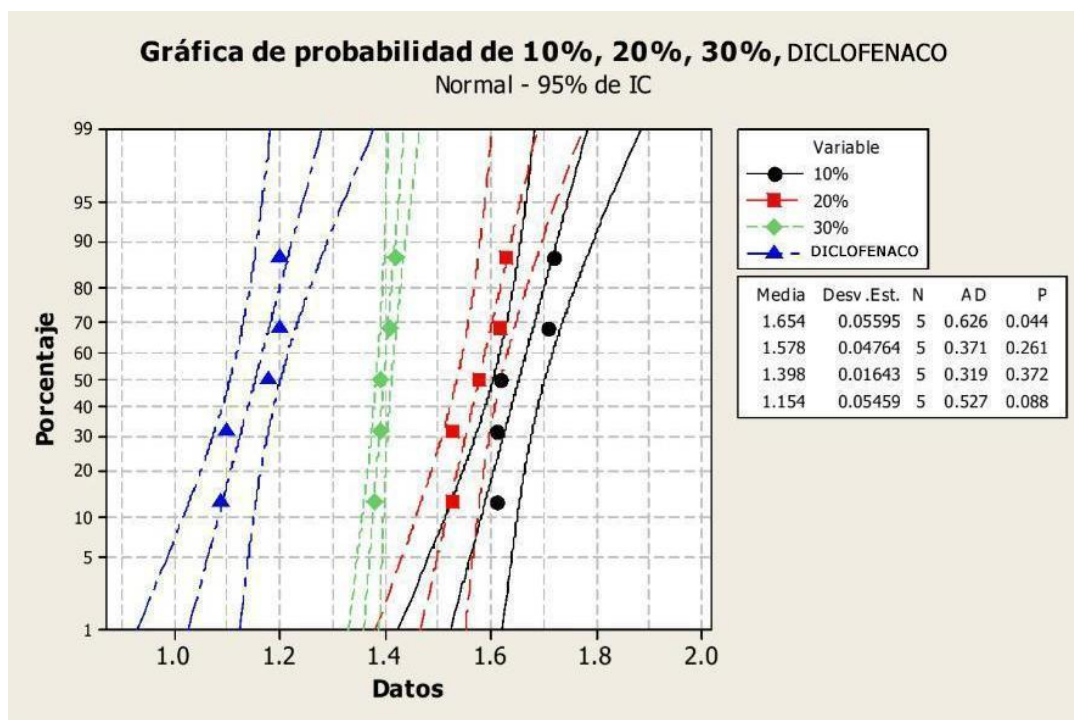 Gráfica de probabilidad de 10%, 20%, 30%, DICLOFENACO
Normal - 95% de IC
99
95
90
80
70
60
50
40
30
20
10
5
1
Porcentaje
1.0 1.2 1.4 1.6 1.8 2.0
Datos
Variable
10%
20%
30%
DICLOFENACO
Media Desv.Est. N AD P
1.654 0.05595 5 0.626 0.044
1.578 0.04764 5 0.371 0.261
1.398 0.01643 5 0.319 0.372
1.154 0.05459 5 0.527 0.088